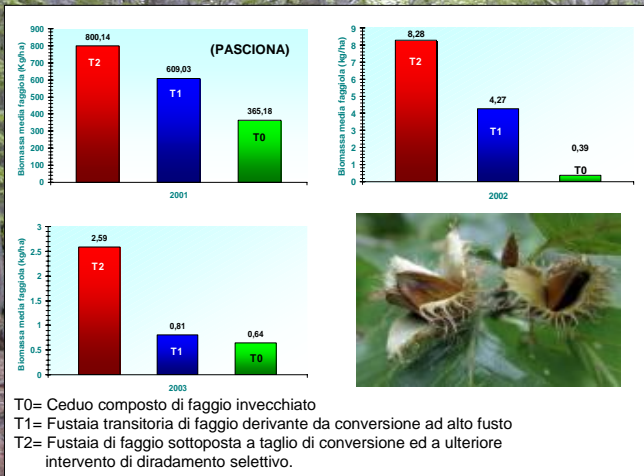 Biomassa media faggiola (Kg/ha)
900
800
700
600
500
400
300
200
100
0
800,14
609,03
365,18
(PASCIONA)
T2
T1
T0
2001
Biomassa media faggiola (kg/ha)
9
8
7
6
5
4
3
2
1
0
8,28
4,27
0,39
T2
T1
T0
2002
Biomassa media faggiola (kg/ha)
3
2.5
2
1.5
1
0.5
0
2,59
0,81
0,64
T2
T1
T0
2003
T0= Ceduo composto di faggio invecchiato
T1= Fustaia transitoria di faggio derivante da conversione ad alto fusto
T2= Fustaia di faggio sottoposta a taglio di conversione ed a ulteriore
intervento di diradamento selettivo.